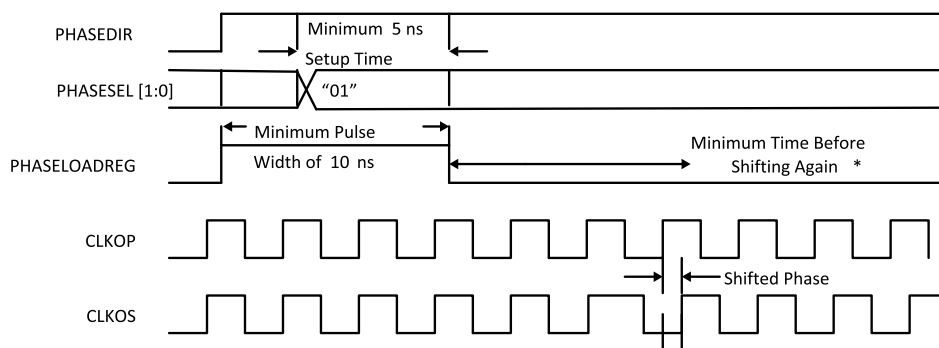 PHASEDIR
Minimum 5 ns
Setup Time
PHASESEL [1:0]
“01”
Minimum Pulse
Width of 10 ns
PHASELOADREG
Minimum Time Before
Shifting Again *
CLKOP
Shifted Phase
CLKOS